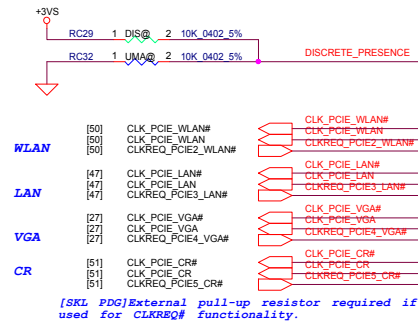 +3VS
RC29 1 DIS@ 2 10K_0402_5%
RC32 1 UMA@ 2 10K_0402_5%
DISCRETE_PRESENCE
CLK_PCIE_WLAN#
[50] CLK_PCIE_WLAN# CLK_PCIE_WLAN
[50] CLK_PCIE_WLAN
WLAN [50] CLKREQ_PCIE2_WLAN# CLKREQ_PCIE2_WLAN#
CLK_PCIE_LAN#
[47] CLK_PCIE_LAN# CLK_PCIE_LAN
[47] CLK_PCIE_LAN CLKREQ_PCIE3_LAN#
LAN [47] CLKREQ_PCIE3_LAN#
CLK_PCIE_VGA#
[27] CLK_PCIE_VGA# CLK_PCIE_VGA
[27] CLK_PCIE_VGA CLKREQ_PCIE4_VGA#
VGA [27] CLKREQ_PCIE4_VGA#
CLK_PCIE_CR#
[51] CLK_PCIE_CR# CLK_PCIE_CR
CR [51] CLK_PCIE_CR CLKREQ_PCIE5_CR#
[51] CLKREQ_PCIE5_CR#
[SKL PDG]External pull-up resistor required if
used for CLKREQ# functionality.